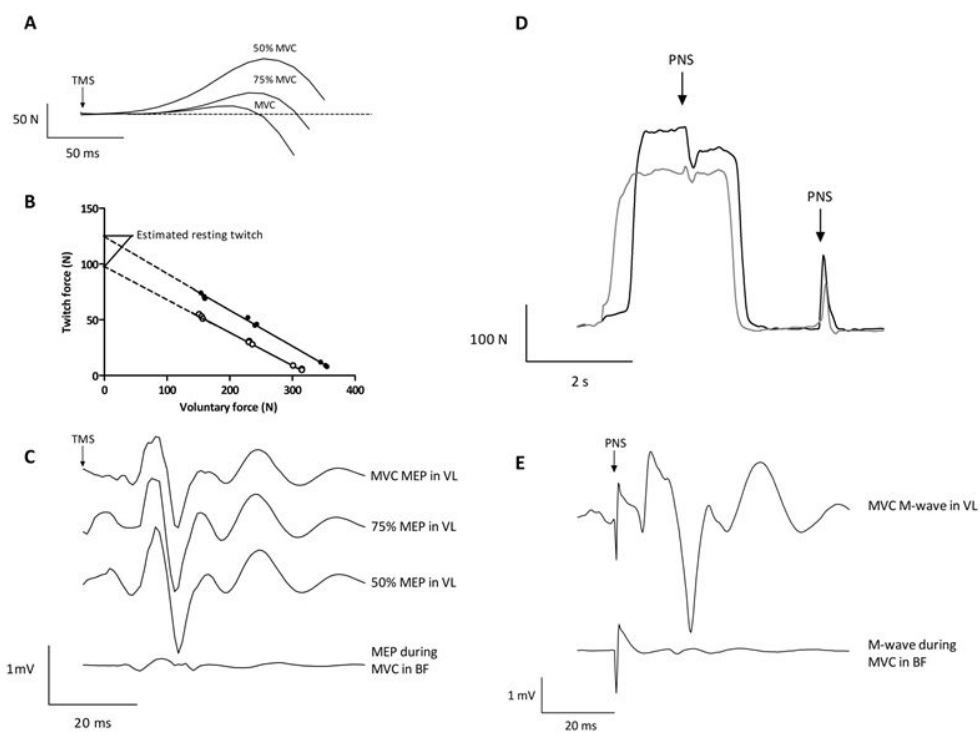 A
50% MVC
TMS
75% MVC
MVC
50 N
50 ms
B
150
100
50
0
Estimated resting twitch
Twitch force (N)
0 100 200 300 400
Voluntary force (N)
C
TMS
MVC MEP in VL
75% MEP in VL
50% MEP in VL
MEP during
MVC in BF
1mV
20 ms
D
PNS
PNS
100 N
2 s
E
PNS
MVC M-wave in VL
M-wave during
MVC in BF
1 mV
20 ms